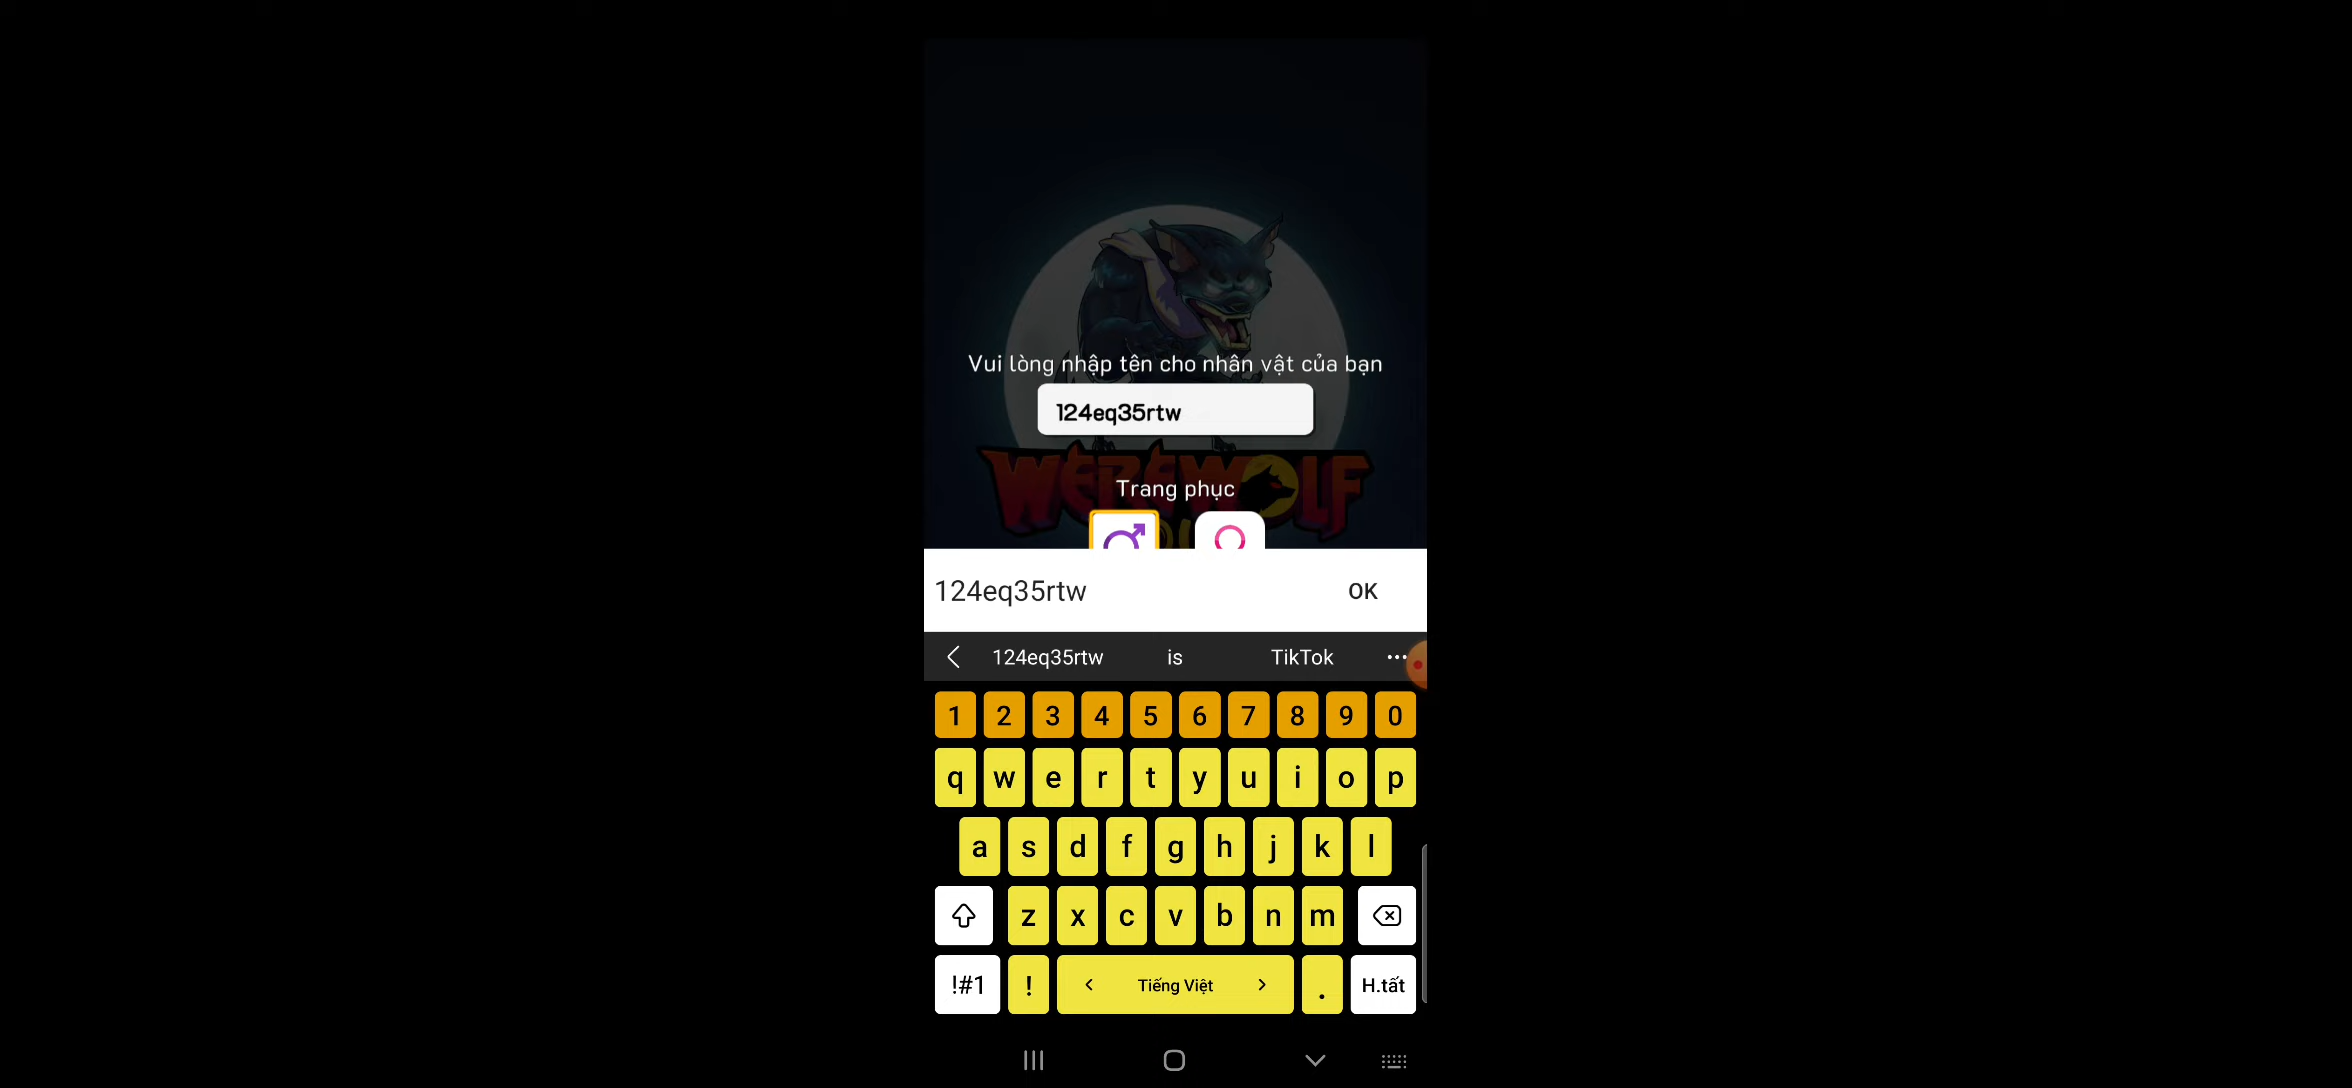 Vui lòng nhập tên cho nhân vật của bạn
124eq35rtw
WEREWOLF
Trang phục
124eq35rtw OK
124eq35rtw is TikTok
1 2 3 4 5 6 7 8 9 0
q w e r t y u i o p
a s d f g h j k l
z x c v b n m
!#1 ! Tiếng Việt . H.tất